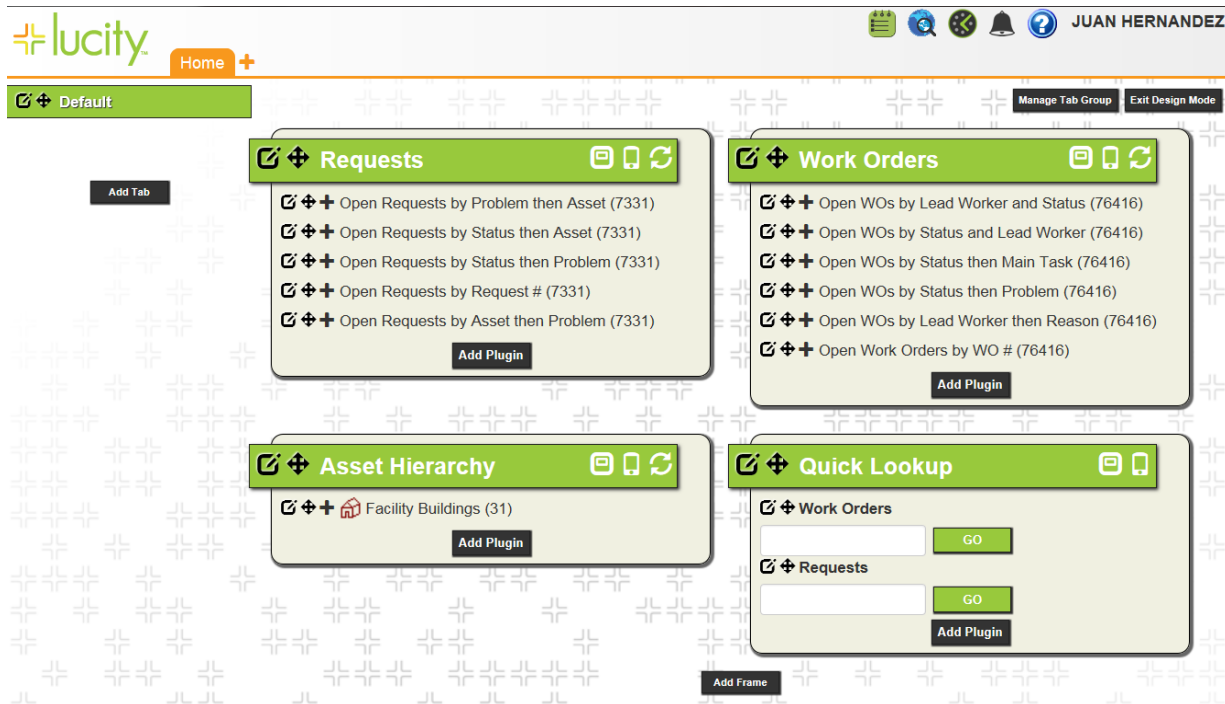 lucity
JUAN HERNANDEZ
Home
Default
Manage Tab Group
Exit Design Mode
Add Tab
Requests
Open Requests by Problem then Asset (7331)
Open Requests by Status then Asset (7331)
Open Requests by Status then Problem (7331)
Open Requests by Request # (7331)
Open Requests by Asset then Problem (7331)
Add Plugin
Work Orders
Open WOs by Lead Worker and Status (76416)
Open WOs by Status and Lead Worker (76416)
Open WOs by Status then Main Task (76416)
Open WOs by Status then Problem (76416)
Open WOs by Lead Worker then Reason (76416)
Open Work Orders by WO # (76416)
Add Plugin
Asset Hierarchy
Facility Buildings (31)
Add Plugin
Quick Lookup
Work Orders
GO
Requests
GO
Add Plugin
Add Frame